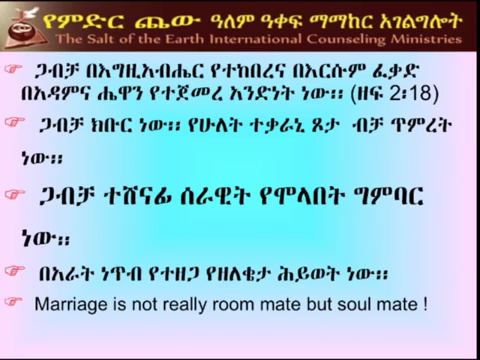 የምድር ጨው ዓለም ዓቀፍ ማማከር አገልግሎት
The Salt of the Earth International Counseling Ministries
ጋብቻ በእግዚአብሔር የተከበረና በእርሱም ፈቃድ
በአዳምና ሔዋን የተጀመረ አንድነት ነው። (ዘፍ 2፡18)
ጋብቻ ክቡር ነው። የሁለት ተቃራኒ ጾታ ብቻ ጥምረት
ነው።
ጋብቻ ተሸናፊ ሰራዊት የሞላበት ግምባር
ነው።
በአራት ነጥብ የተዘጋ የዘለቄታ ሕይወት ነው።
Marriage is not really room mate but soul mate !